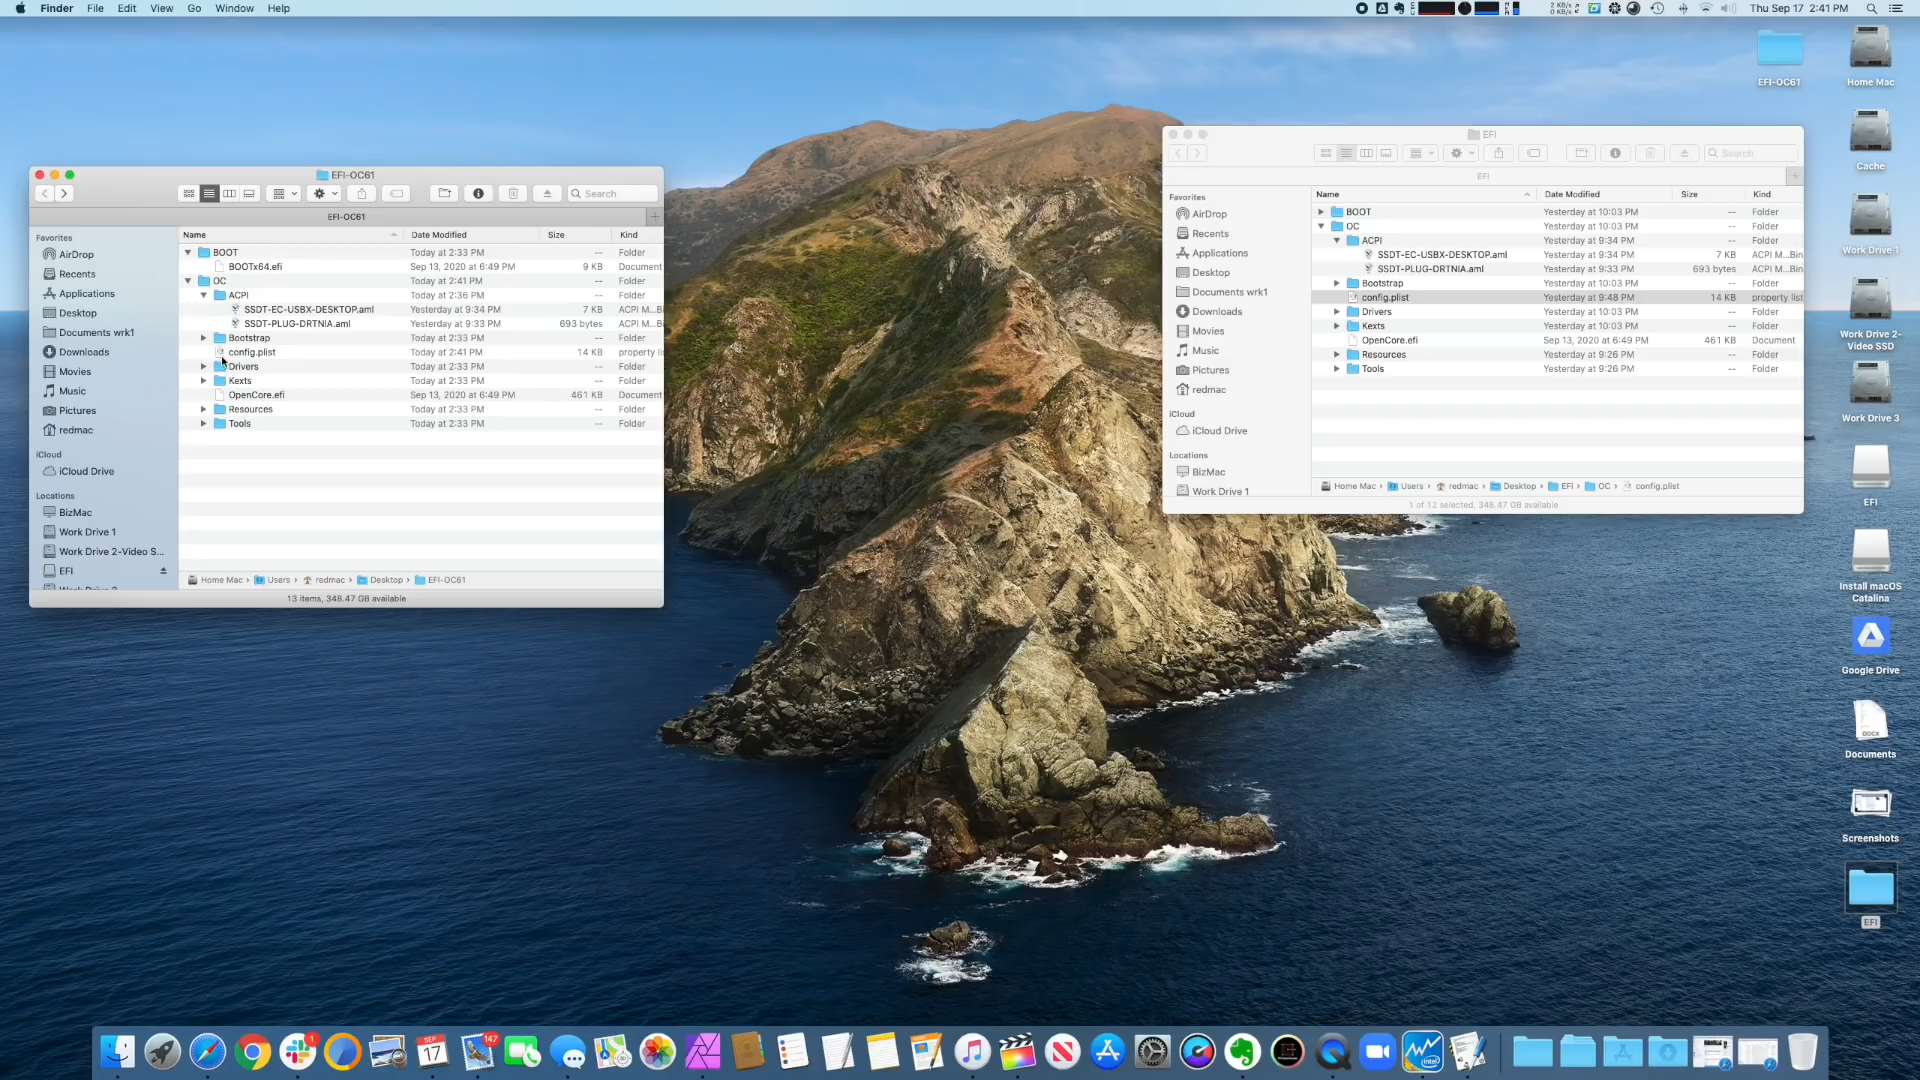 Finder File Edit View Go Window Help
2 KB/s
0 KB/s
Thu Sep 17 2:41 PM
EFI-OC61
Home Mac
Cache
Work Drive 1
Work Drive 2-
Video SSD
Work Drive 3
EFI
Install macOS
Catalina
Google Drive
DOCX
Documents
Screenshots
EFI
EFI-OC61
Search
EFI-OC61
Favorites
AirDrop
Recents
Applications
Desktop
Documents wrk1
Downloads
Movies
Music
Pictures
redmac
iCloud
iCloud Drive
Locations
BizMac
Work Drive 1
Work Drive 2-Video S...
EFI
Name Date Modified Size Kind
BOOT Today at 2:33 PM -- Folder
BOOTx64.efi Sep 13, 2020 at 6:49 PM 9 KB Document
OC Today at 2:41 PM -- Folder
ACPI Today at 2:36 PM -- Folder
SSDT-EC-USBX-DESKTOP.aml Yesterday at 9:34 PM 7 KB ACPI M...B
SSDT-PLUG-DRTNIA.aml Yesterday at 9:33 PM 693 bytes ACPI M...B
Bootstrap Today at 2:33 PM -- Folder
config.plist Today at 2:41 PM 14 KB property
Drivers Today at 2:33 PM -- Folder
Kexts Today at 2:33 PM -- Folder
OpenCore.efi Sep 13, 2020 at 6:49 PM 461 KB Document
Resources Today at 2:33 PM -- Folder
Tools Today at 2:33 PM -- Folder
Home Mac › Users › redmac › Desktop › EFI-OC61
13 items, 348.47 GB available
EFI
Search
EFI
Favorites
AirDrop
Recents
Applications
Desktop
Documents wrk1
Downloads
Movies
Music
Pictures
redmac
iCloud
iCloud Drive
Locations
BizMac
Work Drive 1
Name Date Modified Size Kind
BOOT Yesterday at 10:03 PM -- Folder
OC Yesterday at 10:03 PM -- Folder
ACPI Yesterday at 9:34 PM -- Folder
SSDT-EC-USBX-DESKTOP.aml Yesterday at 9:34 PM 7 KB ACPI M...Bin
SSDT-PLUG-DRTNIA.aml Yesterday at 9:33 PM 693 bytes ACPI M...Bin
Bootstrap Yesterday at 10:03 PM -- Folder
config.plist Yesterday at 9:48 PM 14 KB property list
Drivers Yesterday at 10:03 PM -- Folder
Kexts Yesterday at 10:03 PM -- Folder
OpenCore.efi Sep 13, 2020 at 6:49 PM 461 KB Document
Resources Yesterday at 9:26 PM -- Folder
Tools Yesterday at 9:26 PM -- Folder
Home Mac › Users › redmac › Desktop › EFI › OC › config.plist
1 of 12 selected, 348.47 GB available
1
SEP
17
147
intel